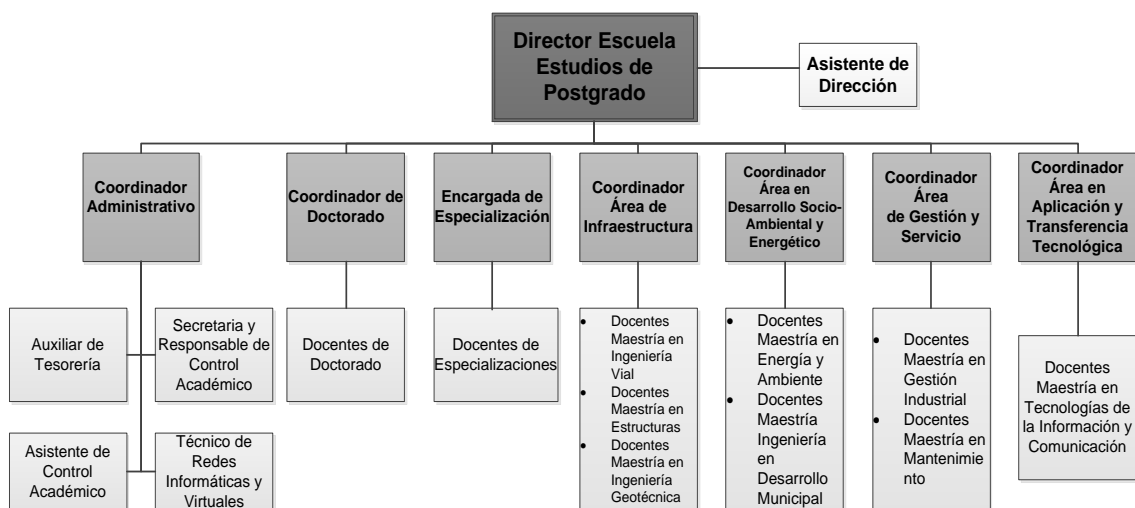 Director Escuela
Estudios de
Postgrado
Asistente de
Dirección
Coordinador
Administrativo
Coordinador de
Doctorado
Encargada de
Especialización
Coordinador
Área de
Infraestructura
Coordinador
Área en
Desarrollo Socio-
Ambiental y
Energético
Coordinador
Área
de Gestión y
Servicio
Coordinador
Área en
Aplicación y
Transferencia
Tecnológica
Auxiliar de
Tesorería
Secretaria y
Responsable de
Control
Académico
Asistente de
Control
Académico
Técnico de
Redes
Informáticas y
Virtuales
Docentes de
Doctorado
Docentes de
Especializaciones
• Docentes
Maestría en
Ingeniería
Vial
• Docentes
Maestría en
Estructuras
• Docentes
Maestría en
Ingeniería
Geotécnica
• Docentes
Maestría en
Energía y
Ambiente
• Docentes
Maestría
Ingeniería
en
Desarrollo
Municipal
• Docentes
Maestría en
Gestión
Industrial
• Docentes
Maestría en
Mantenimie
nto
Docentes
Maestría en
Tecnologías de
la Información y
Comunicación